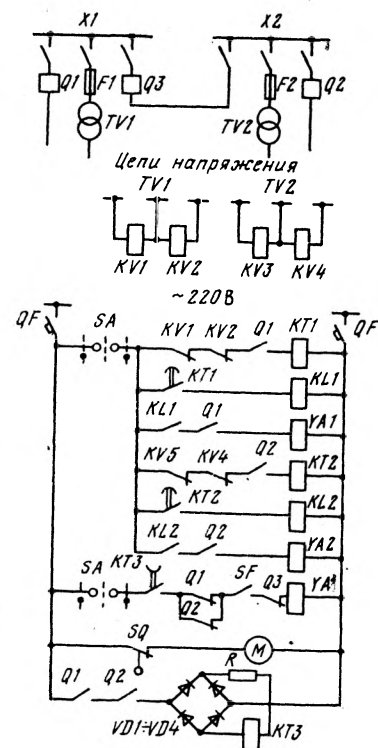 X1 X2
Q1 F1 Q3 F2 Q2
TV1 TV2
Цепи напряжения
TV1 TV2
KV1 KV2 KV3 KV4
~220В
QF SA KV1 KV2 Q1 KT1 QF
KT1 KL1
KL1 Q1 YA1
KV5 KV4 Q2 KT2
KT2 KL2
KL2 Q2 YA2
SA KT3 Q1 SF Q3
Q2
SQ M
Q1 Q2 R
VD1÷VD4 KT3